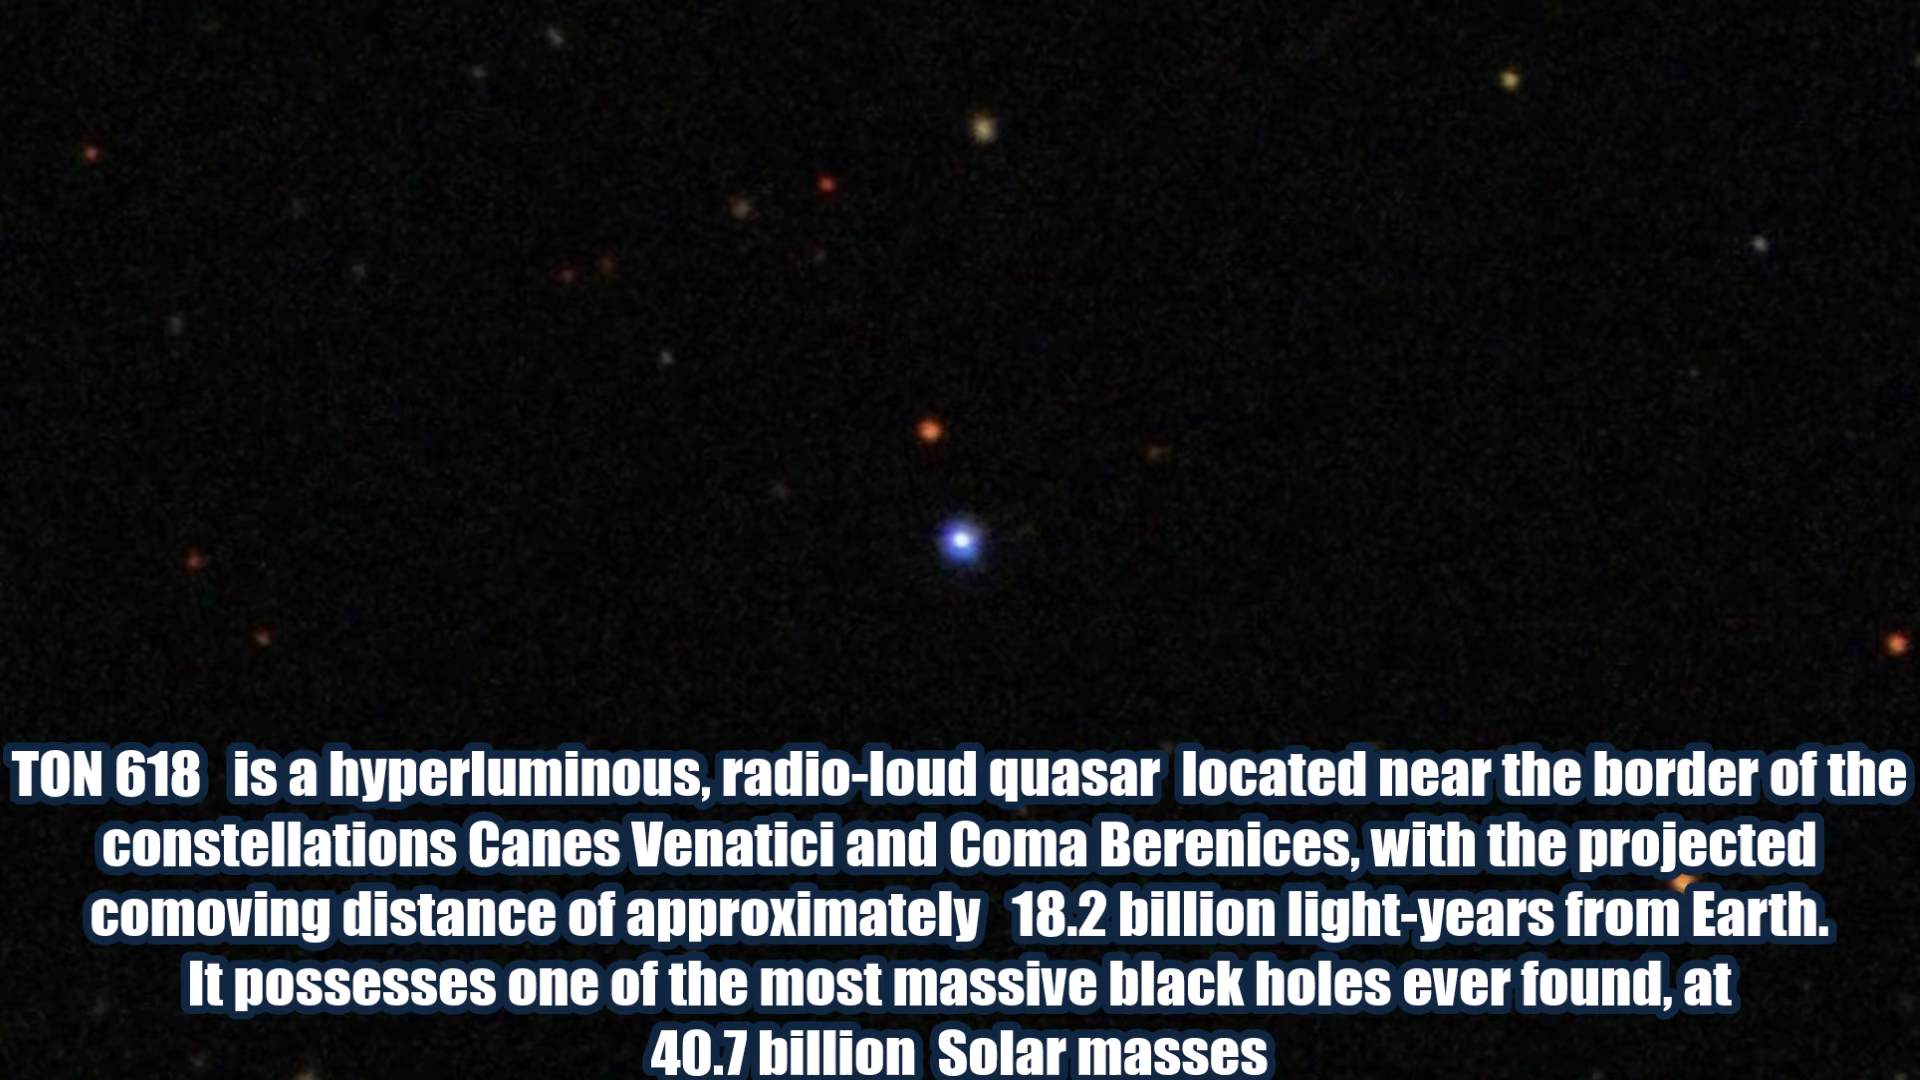 TON 618 is a hyperluminous, radio-loud quasar located near the border of the
constellations Canes Venatici and Coma Berenices, with the projected
comoving distance of approximately 18.2 billion light-years from Earth.
It possesses one of the most massive black holes ever found, at
40.7 billion Solar masses